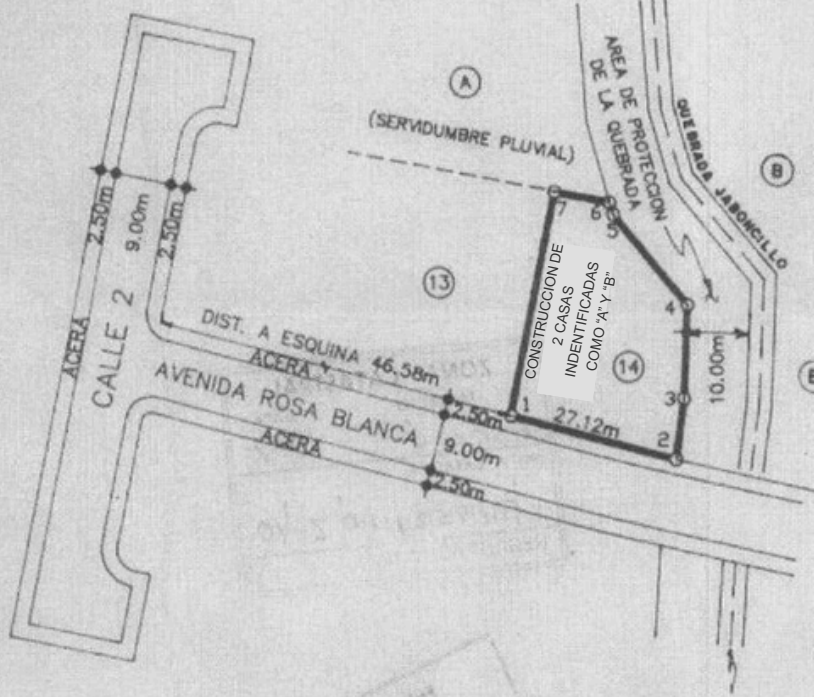 A
(SERVIDUMBRE PLUVIAL)
AREA DE PROTECCION
DE LA QUEBRADA
QUEBRADA JABONCILLO
B
2.50m
9.00m
2.50m
7
6
5
4
3
2
1
13
14
CONSTRUCCION DE
2 CASAS
INDENTIFICADAS
COMO "A" Y "B"
10.00m
DIST. A ESQUINA 46.58m
ACERA
CALLE 2
ACERA
AVENIDA ROSA BLANCA
ACERA
2.50m
9.00m
2.50m
27.12m